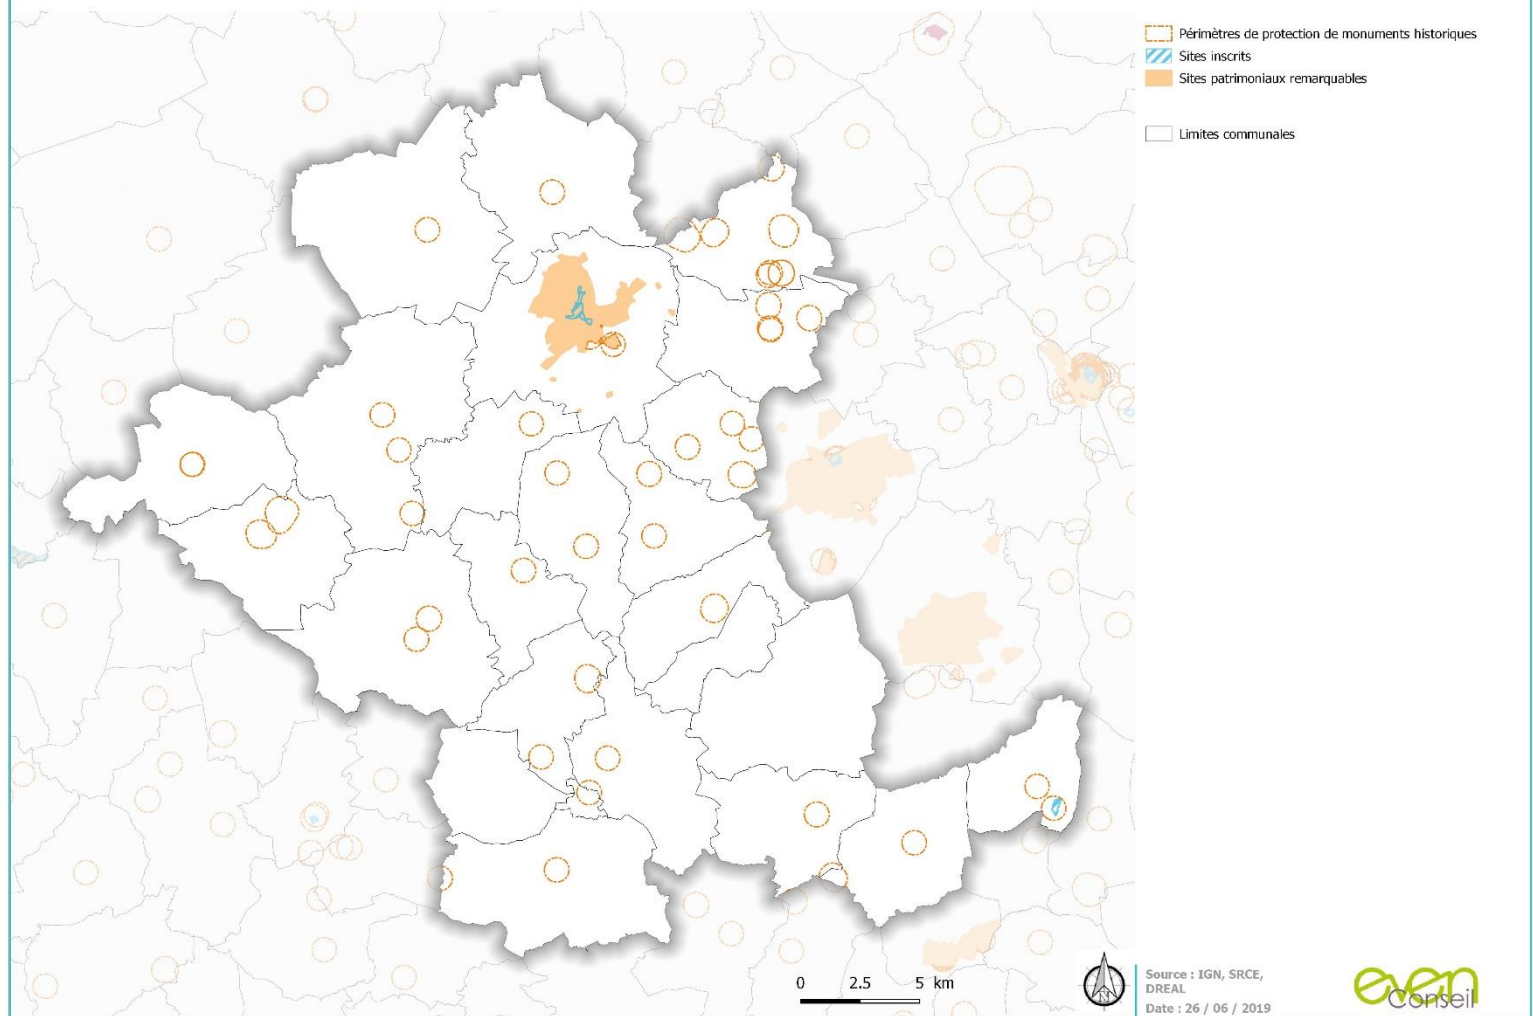 Périmètres de protection de monuments historiques
Sites inscrits
Sites patrimoniaux remarquables
Limites communales
0 2.5 5 km
N
Source : IGN, SRCE,
DREAL
Date : 26 / 06 / 2019
even
Conseil